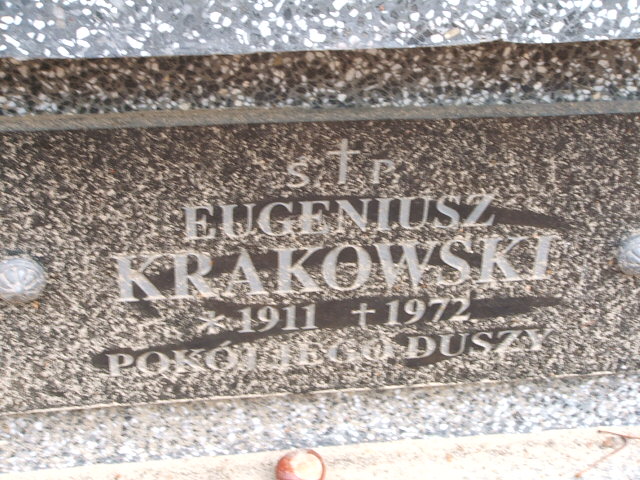 S † P
EUGENIUSZ
KRAKOWSKI
* 1911 † 1972
POKÓJ JEGO DUSZY